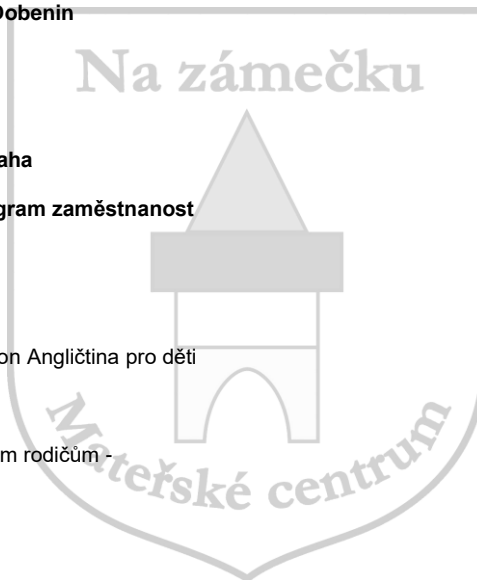 Dobenin
Na zámečku
aha
gram zaměstnanost
on Angličtina pro děti
m rodičům -
Mateřské centrum